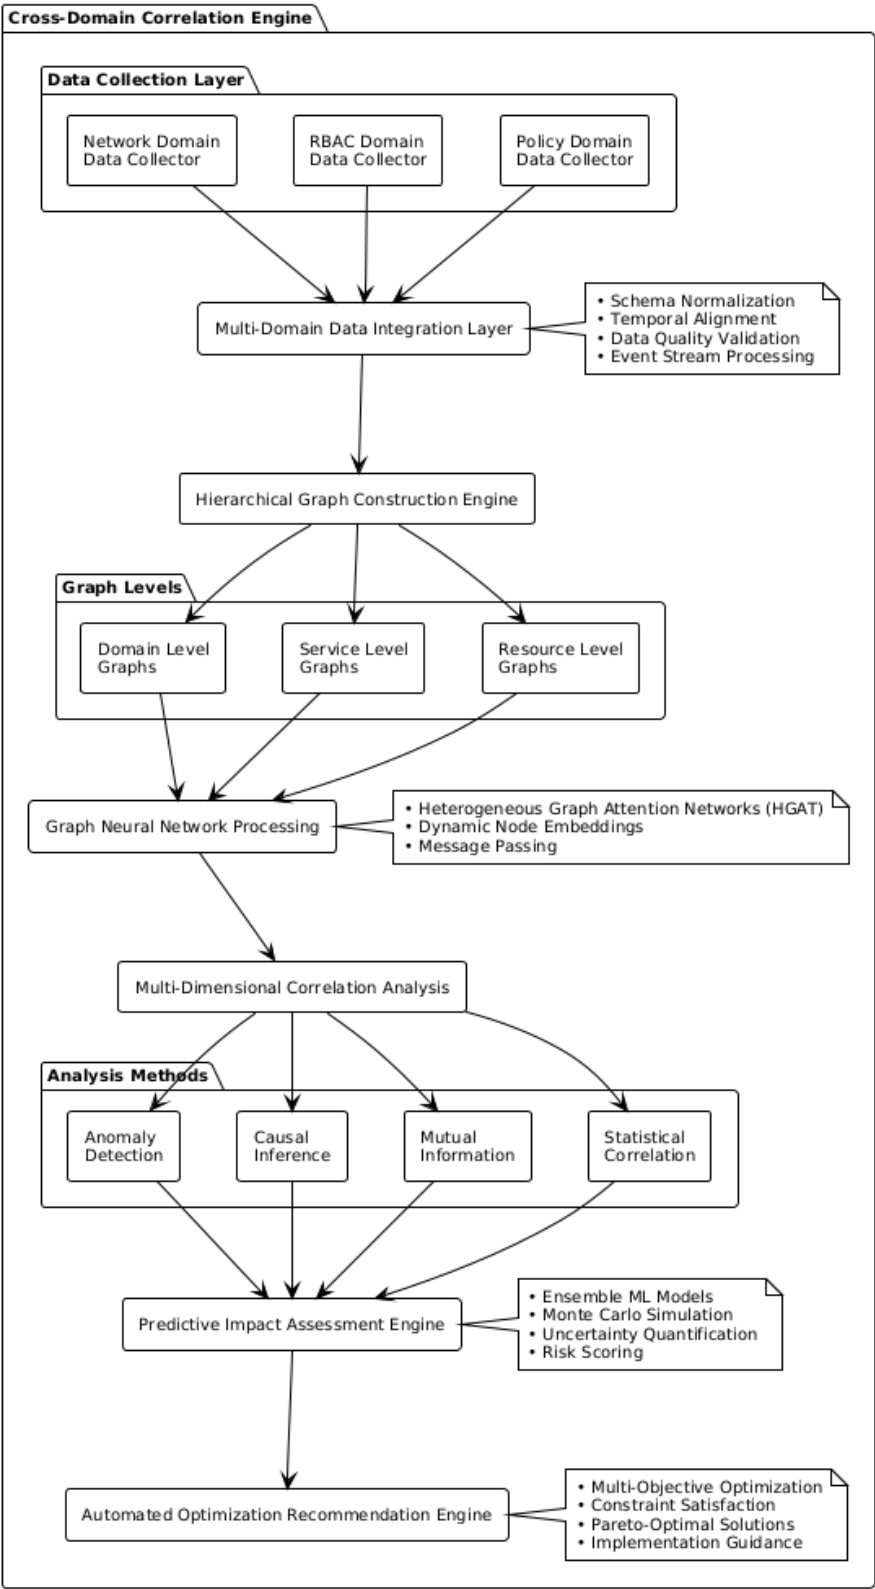 Cross-Domain Correlation Engine
Data Collection Layer
Network Domain
Data Collector
RBAC Domain
Data Collector
Policy Domain
Data Collector
Multi-Domain Data Integration Layer
• Schema Normalization
• Temporal Alignment
• Data Quality Validation
• Event Stream Processing
Hierarchical Graph Construction Engine
Graph Levels
Domain Level
Graphs
Service Level
Graphs
Resource Level
Graphs
Graph Neural Network Processing
• Heterogeneous Graph Attention Networks (HGAT)
• Dynamic Node Embeddings
• Message Passing
Multi-Dimensional Correlation Analysis
Analysis Methods
Anomaly
Detection
Causal
Inference
Mutual
Information
Statistical
Correlation
Predictive Impact Assessment Engine
• Ensemble ML Models
• Monte Carlo Simulation
• Uncertainty Quantification
• Risk Scoring
Automated Optimization Recommendation Engine
• Multi-Objective Optimization
• Constraint Satisfaction
• Pareto-Optimal Solutions
• Implementation Guidance